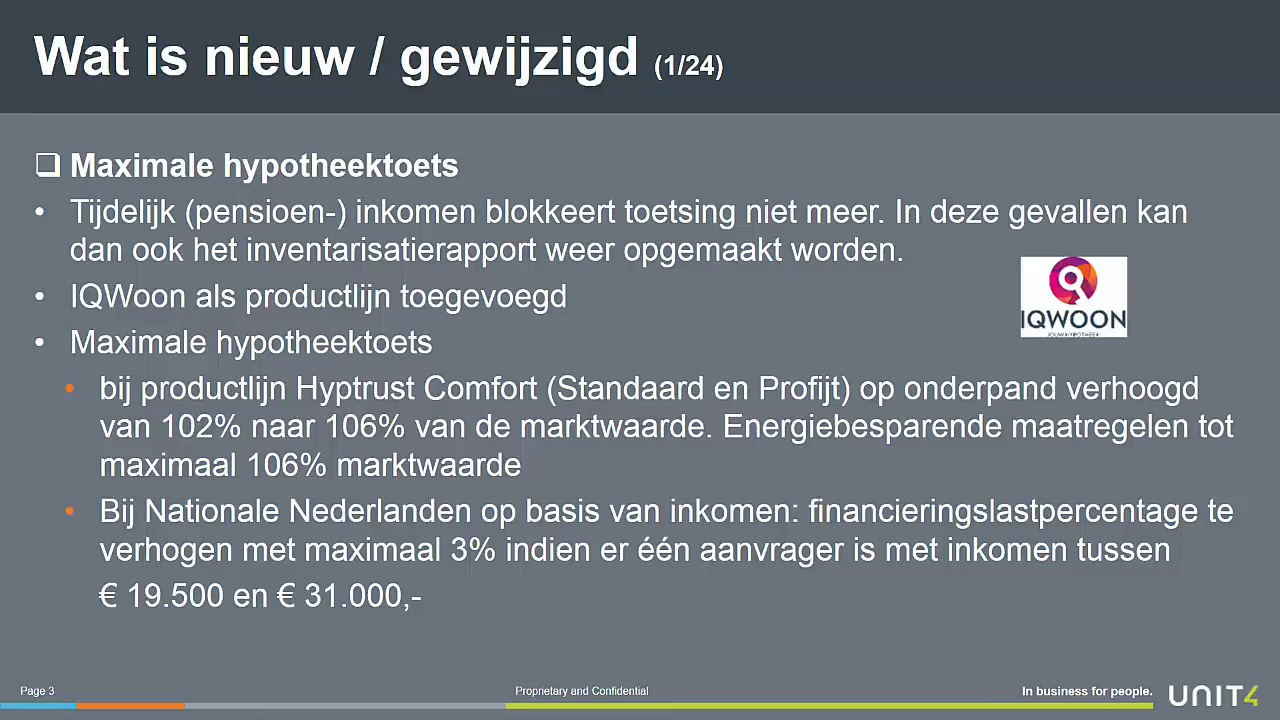 Wat is nieuw / gewijzigd (1/24)
❑ Maximale hypotheektoets
• Tijdelijk (pensioen-) inkomen blokkeert toetsing niet meer. In deze gevallen kan
dan ook het inventarisatierapport weer opgemaakt worden.
• IQWoon als productlijn toegevoegd
IQWOON
JOUW HYPOTHEEK
• Maximale hypotheektoets
• bij productlijn Hyptrust Comfort (Standaard en Profijt) op onderpand verhoogd
van 102% naar 106% van de marktwaarde. Energiebesparende maatregelen tot
maximaal 106% marktwaarde
• Bij Nationale Nederlanden op basis van inkomen: financieringslastpercentage te
verhogen met maximaal 3% indien er één aanvrager is met inkomen tussen
€ 19.500 en € 31.000,-
Page 3
Proprietary and Confidential
In business for people.
UNIT4